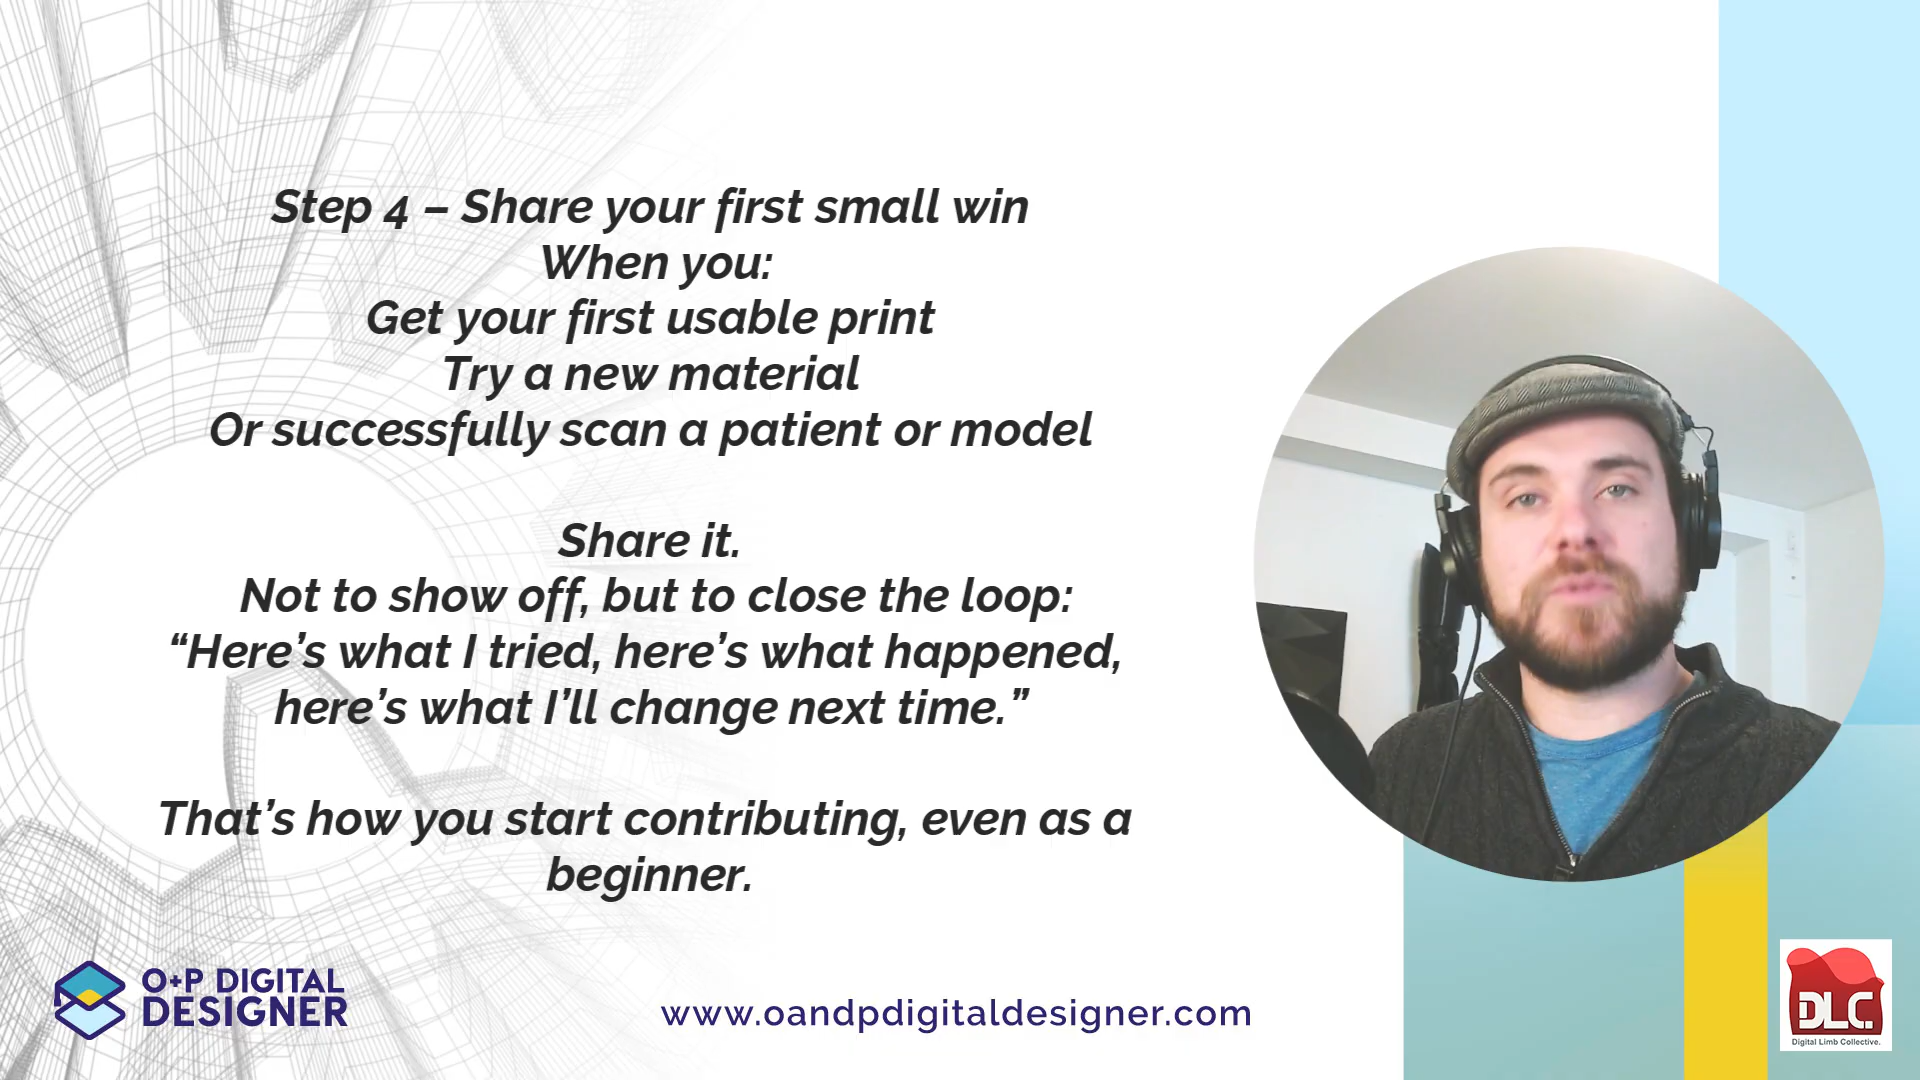 Step 4 – Share your first small win
When you:
Get your first usable print
Try a new material
Or successfully scan a patient or model
Share it.
Not to show off, but to close the loop:
“Here’s what I tried, here’s what happened,
here’s what I’ll change next time.”
That’s how you start contributing, even as a
beginner.
O+P DIGITAL
DESIGNER
www.oandpdigitaldesigner.com
DLC.
Digital Limb Collective.